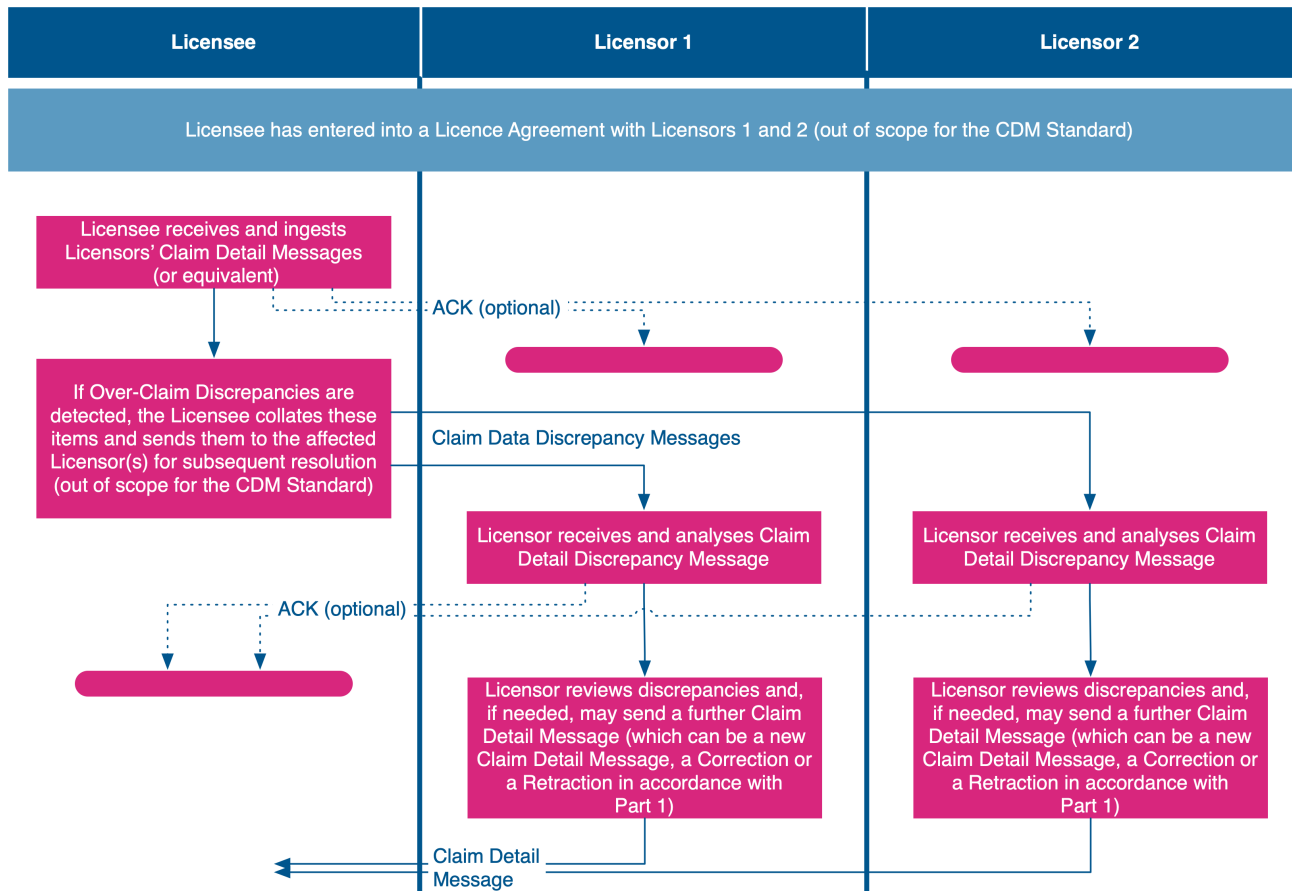 Licensee
Licensor 1
Licensor 2
Licensee has entered into a Licence Agreement with Licensors 1 and 2 (out of scope for the CDM Standard)
Licensee receives and ingests
Licensors’ Claim Detail Messages
(or equivalent)
ACK (optional)
If Over-Claim Discrepancies are
detected, the Licensee collates these
items and sends them to the affected
Licensor(s) for subsequent resolution
(out of scope for the CDM Standard)
Claim Data Discrepancy Messages
Licensor receives and analyses Claim
Detail Discrepancy Message
Licensor receives and analyses Claim
Detail Discrepancy Message
ACK (optional)
Licensor reviews discrepancies and,
if needed, may send a further Claim
Detail Message (which can be a new
Claim Detail Message, a Correction or
a Retraction in accordance with
Part 1)
Licensor reviews discrepancies and,
if needed, may send a further Claim
Detail Message (which can be a new
Claim Detail Message, a Correction or
a Retraction in accordance with
Part 1)
Claim Detail
Message